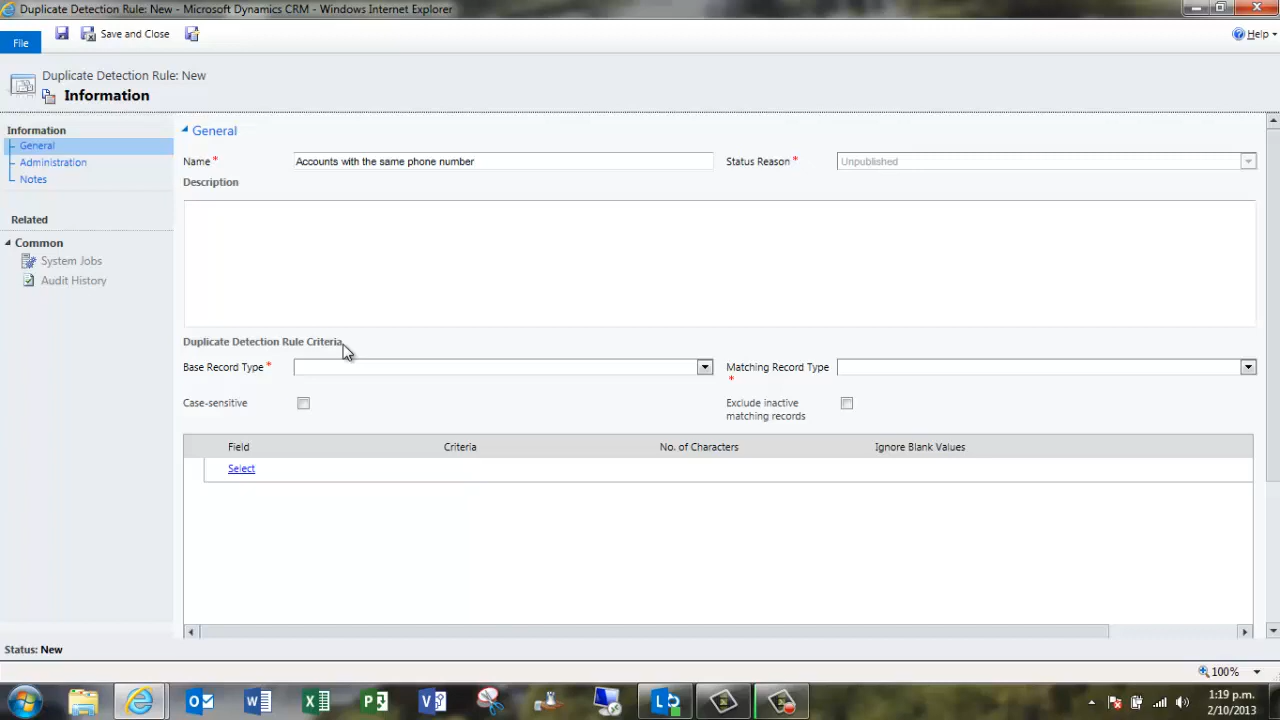 Duplicate Detection Rule: New - Microsoft Dynamics CRM - Windows Internet Explorer
File
Save and Close
Help
Duplicate Detection Rule: New
Information
Information
General
Administration
Notes
Related
Common
System Jobs
Audit History
General
Name * Accounts with the same phone number Status Reason * Unpublished
Description
Duplicate Detection Rule Criteria
Base Record Type * Matching Record Type *
Case-sensitive Exclude inactive matching records
Field Criteria No. of Characters Ignore Blank Values
Select
Status: New
100%
1:19 p.m.
2/10/2013